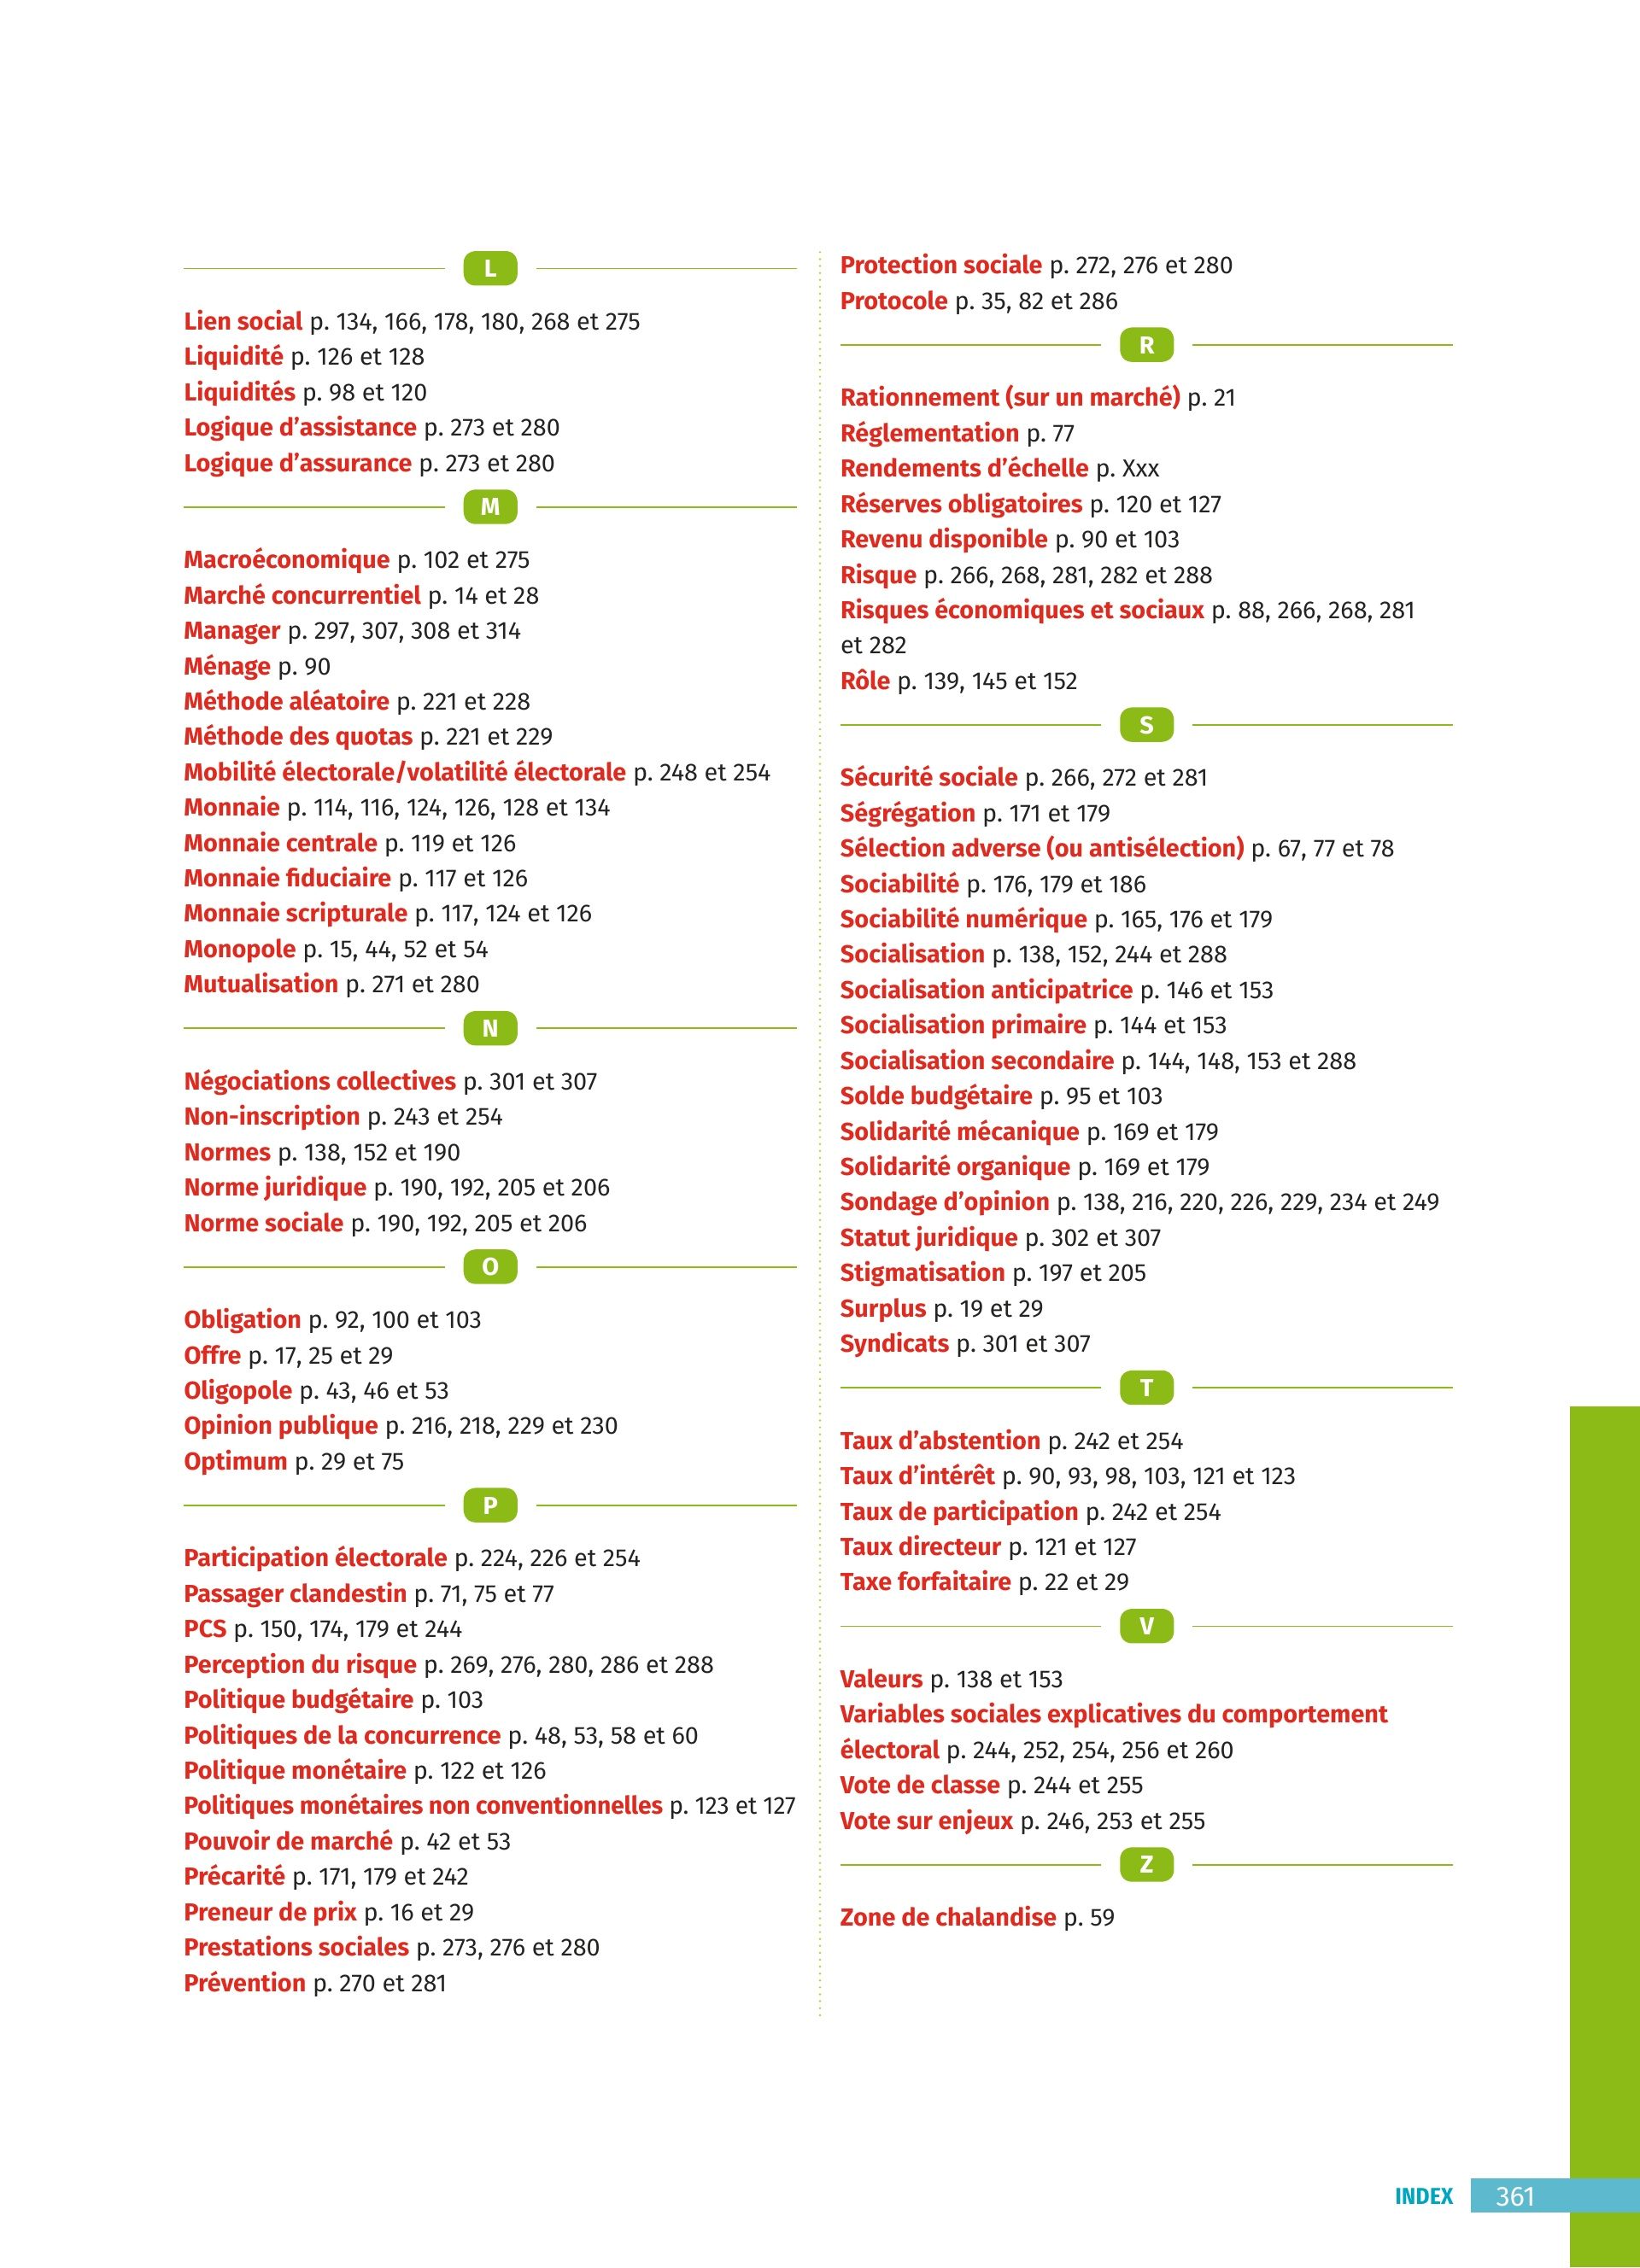 L
Lien social p. 134, 166, 178, 180, 268 et 275
Liquidité p. 126 et 128
Liquidités p. 98 et 120
Logique d’assistance p. 273 et 280
Logique d’assurance p. 273 et 280
M
Macroéconomique p. 102 et 275
Marché concurrentiel p. 14 et 28
Manager p. 297, 307, 308 et 314
Ménage p. 90
Méthode aléatoire p. 221 et 228
Méthode des quotas p. 221 et 229
Mobilité électorale/volatilité électorale p. 248 et 254
Monnaie p. 114, 116, 124, 126, 128 et 134
Monnaie centrale p. 119 et 126
Monnaie fiduciaire p. 117 et 126
Monnaie scripturale p. 117, 124 et 126
Monopole p. 15, 44, 52 et 54
Mutualisation p. 271 et 280
N
Négociations collectives p. 301 et 307
Non-inscription p. 243 et 254
Normes p. 138, 152 et 190
Norme juridique p. 190, 192, 205 et 206
Norme sociale p. 190, 192, 205 et 206
O
Obligation p. 92, 100 et 103
Offre p. 17, 25 et 29
Oligopole p. 43, 46 et 53
Opinion publique p. 216, 218, 229 et 230
Optimum p. 29 et 75
P
Participation électorale p. 224, 226 et 254
Passager clandestin p. 71, 75 et 77
PCS p. 150, 174, 179 et 244
Perception du risque p. 269, 276, 280, 286 et 288
Politique budgétaire p. 103
Politiques de la concurrence p. 48, 53, 58 et 60
Politique monétaire p. 122 et 126
Politiques monétaires non conventionnelles p. 123 et 127
Pouvoir de marché p. 42 et 53
Précarité p. 171, 179 et 242
Preneur de prix p. 16 et 29
Prestations sociales p. 273, 276 et 280
Prévention p. 270 et 281
Protection sociale p. 272, 276 et 280
Protocole p. 35, 82 et 286
R
Rationnement (sur un marché) p. 21
Réglementation p. 77
Rendements d’échelle p. Xxx
Réserves obligatoires p. 120 et 127
Revenu disponible p. 90 et 103
Risque p. 266, 268, 281, 282 et 288
Risques économiques et sociaux p. 88, 266, 268, 281
et 282
Rôle p. 139, 145 et 152
S
Sécurité sociale p. 266, 272 et 281
Ségrégation p. 171 et 179
Sélection adverse (ou antisélection) p. 67, 77 et 78
Sociabilité p. 176, 179 et 186
Sociabilité numérique p. 165, 176 et 179
Socialisation p. 138, 152, 244 et 288
Socialisation anticipatrice p. 146 et 153
Socialisation primaire p. 144 et 153
Socialisation secondaire p. 144, 148, 153 et 288
Solde budgétaire p. 95 et 103
Solidarité mécanique p. 169 et 179
Solidarité organique p. 169 et 179
Sondage d’opinion p. 138, 216, 220, 226, 229, 234 et 249
Statut juridique p. 302 et 307
Stigmatisation p. 197 et 205
Surplus p. 19 et 29
Syndicats p. 301 et 307
T
Taux d’abstention p. 242 et 254
Taux d’intérêt p. 90, 93, 98, 103, 121 et 123
Taux de participation p. 242 et 254
Taux directeur p. 121 et 127
Taxe forfaitaire p. 22 et 29
V
Valeurs p. 138 et 153
Variables sociales explicatives du comportement
électoral p. 244, 252, 254, 256 et 260
Vote de classe p. 244 et 255
Vote sur enjeux p. 246, 253 et 255
Z
Zone de chalandise p. 59
INDEX 361